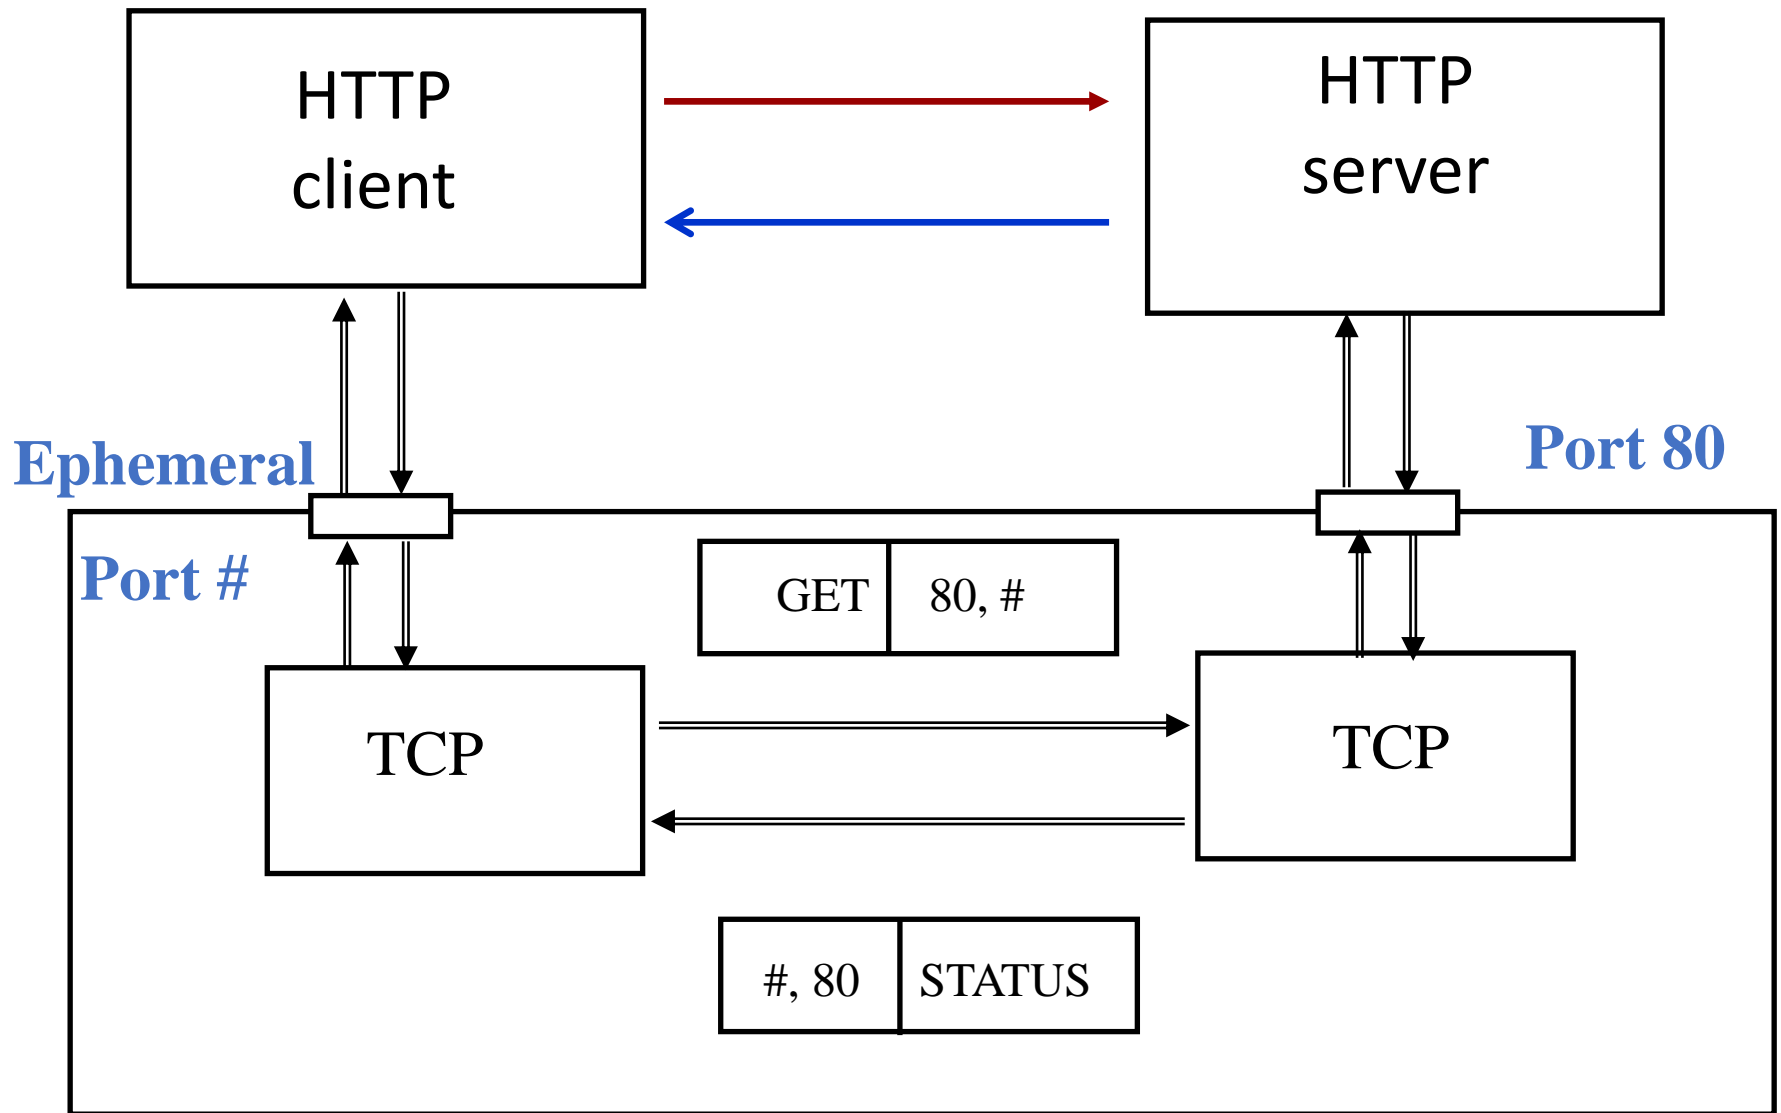 HTTP
client
HTTP
server
Ephemeral
Port #
Port 80
GET 80, #
TCP
TCP
#, 80 STATUS